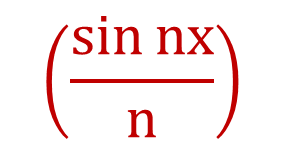 (sin nx / n)